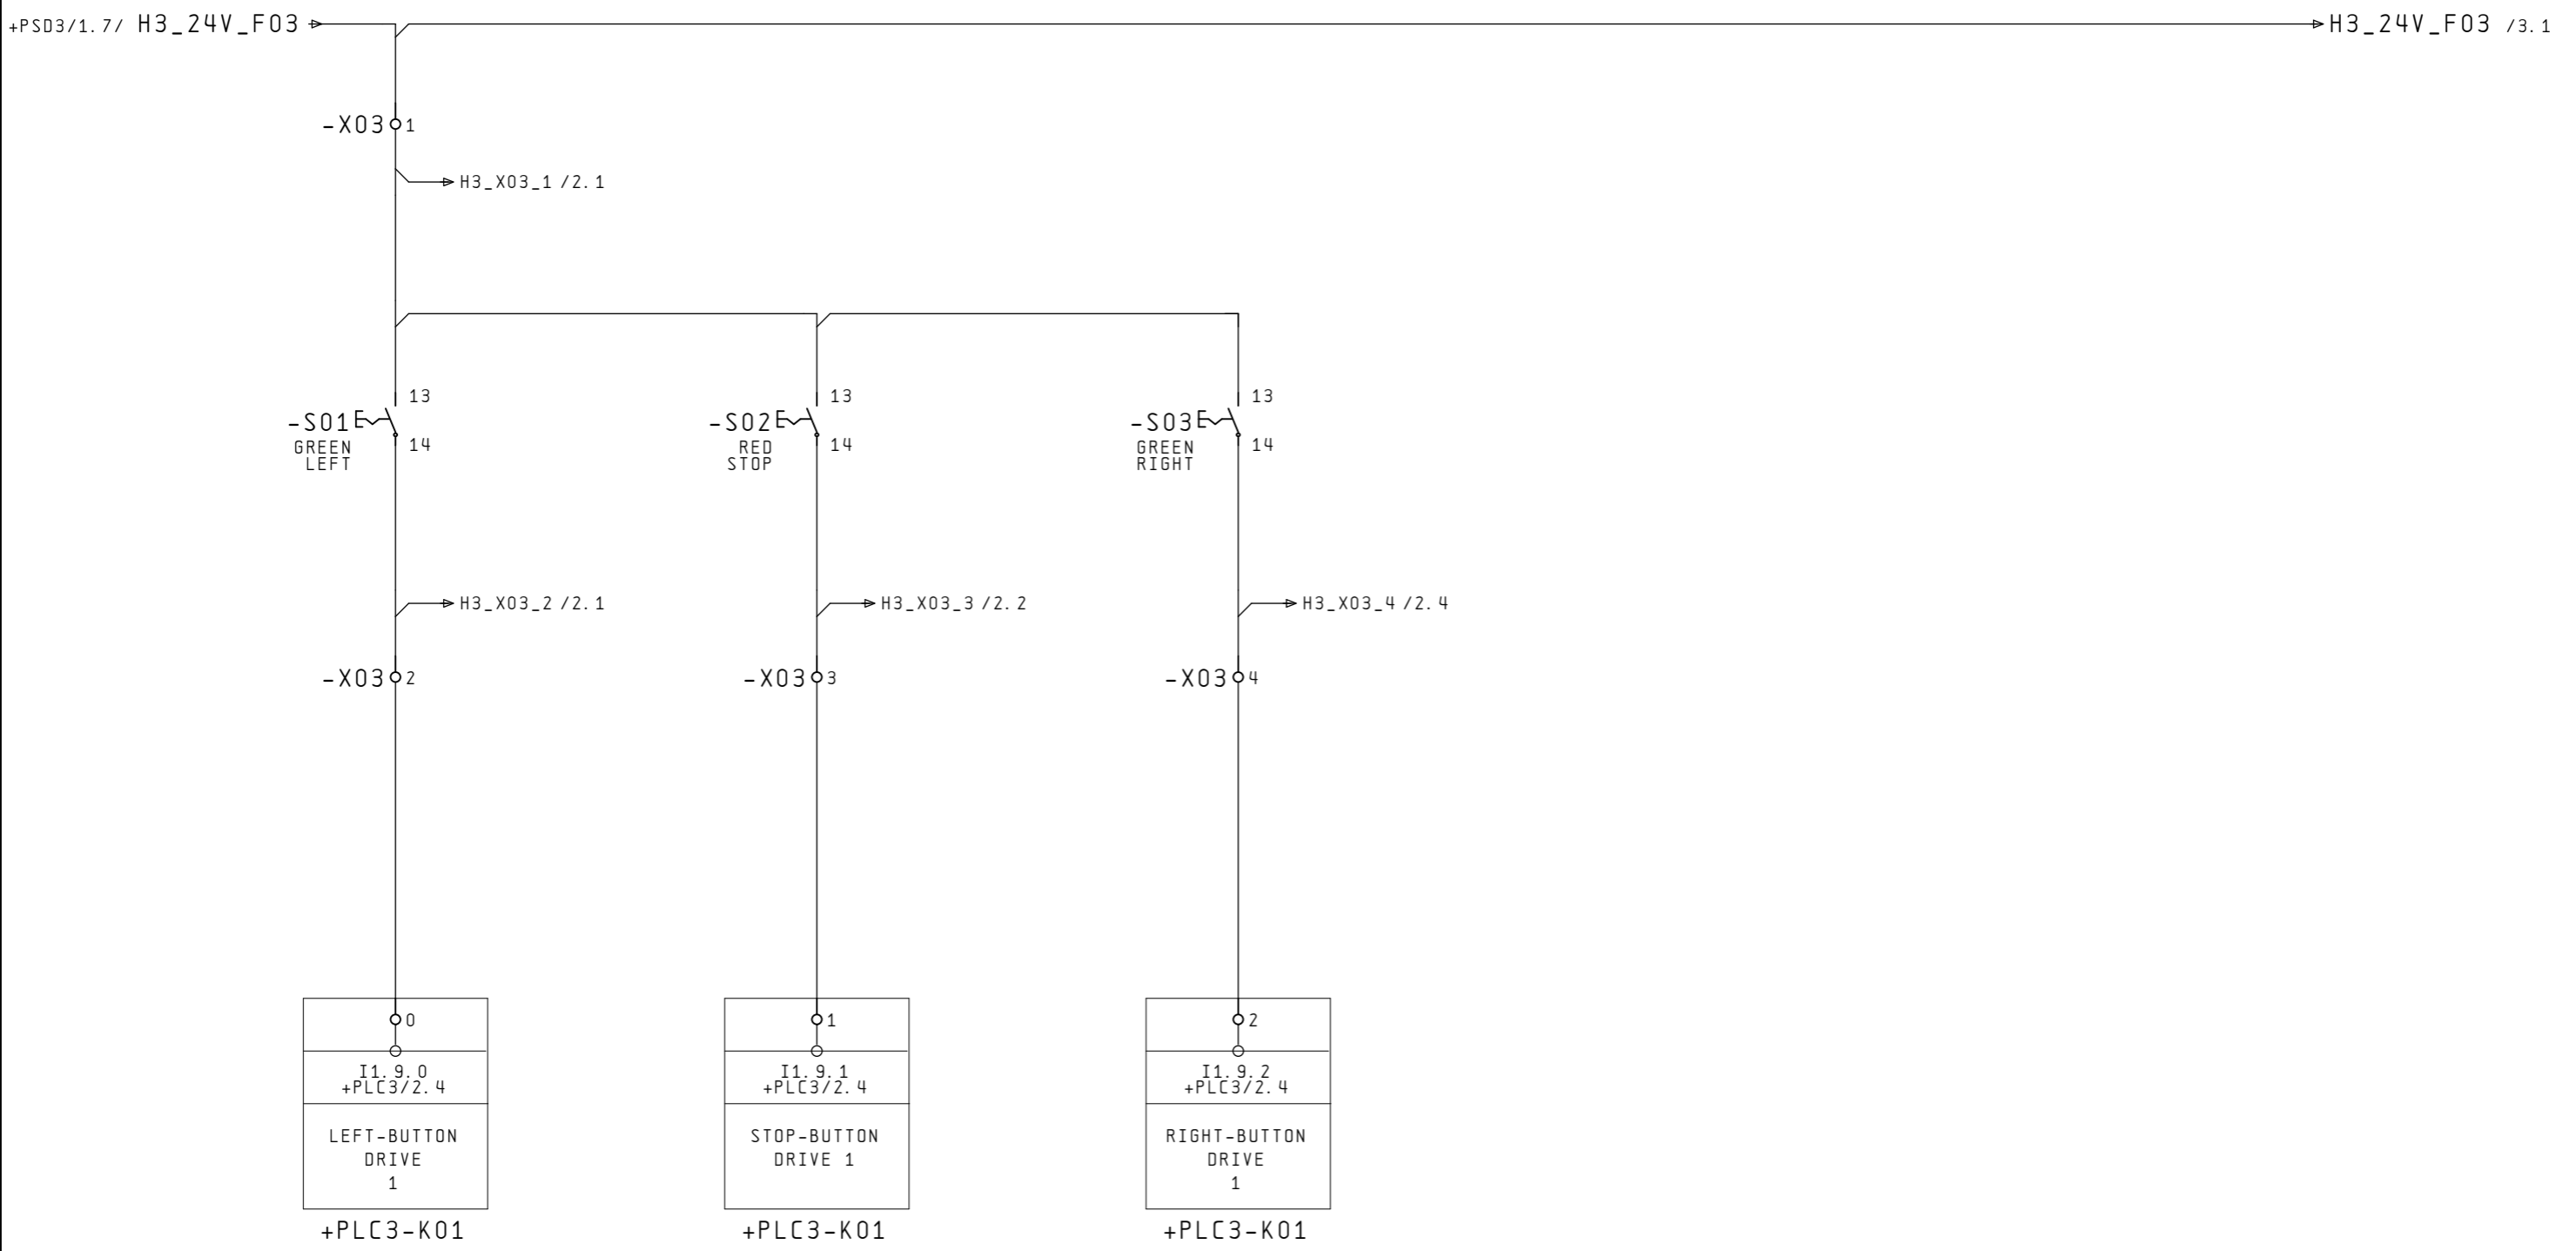 +PSD3/1.7/ H3_24V_F03
H3_24V_F03 /3.1
-X03 1
H3_X03_1 /2.1
13
-S01
14
GREEN
LEFT
13
-S02
14
RED
STOP
13
-S03
14
GREEN
RIGHT
H3_X03_2 /2.1
H3_X03_3 /2.2
H3_X03_4 /2.4
-X03 2
-X03 3
-X03 4
0
I1.9.0
+PLC3/2.4
LEFT-BUTTON
DRIVE
1
+PLC3-K01
1
I1.9.1
+PLC3/2.4
STOP-BUTTON
DRIVE 1
+PLC3-K01
2
I1.9.2
+PLC3/2.4
RIGHT-BUTTON
DRIVE
1
+PLC3-K01